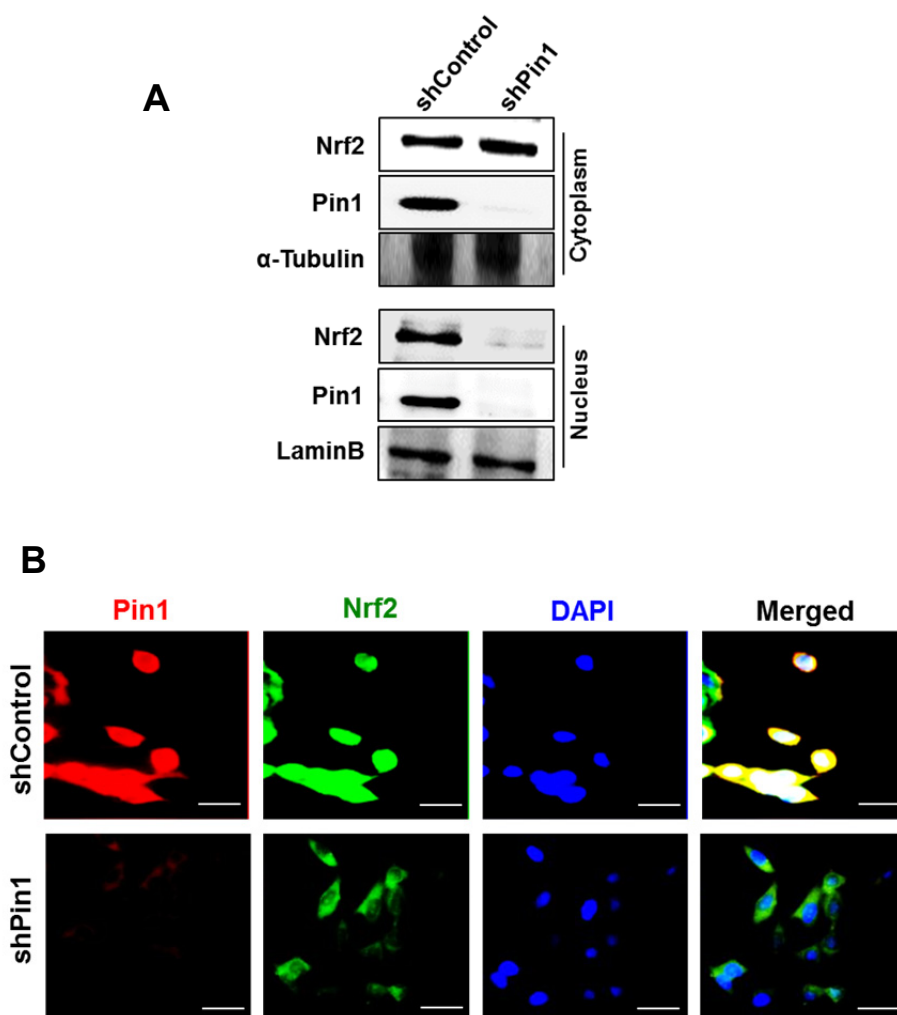 A
shControl
shPin1
Nrf2
Pin1
α-Tubulin
Cytoplasm
Nrf2
Pin1
LaminB
Nucleus
B
Pin1
Nrf2
DAPI
Merged
shControl
shPin1